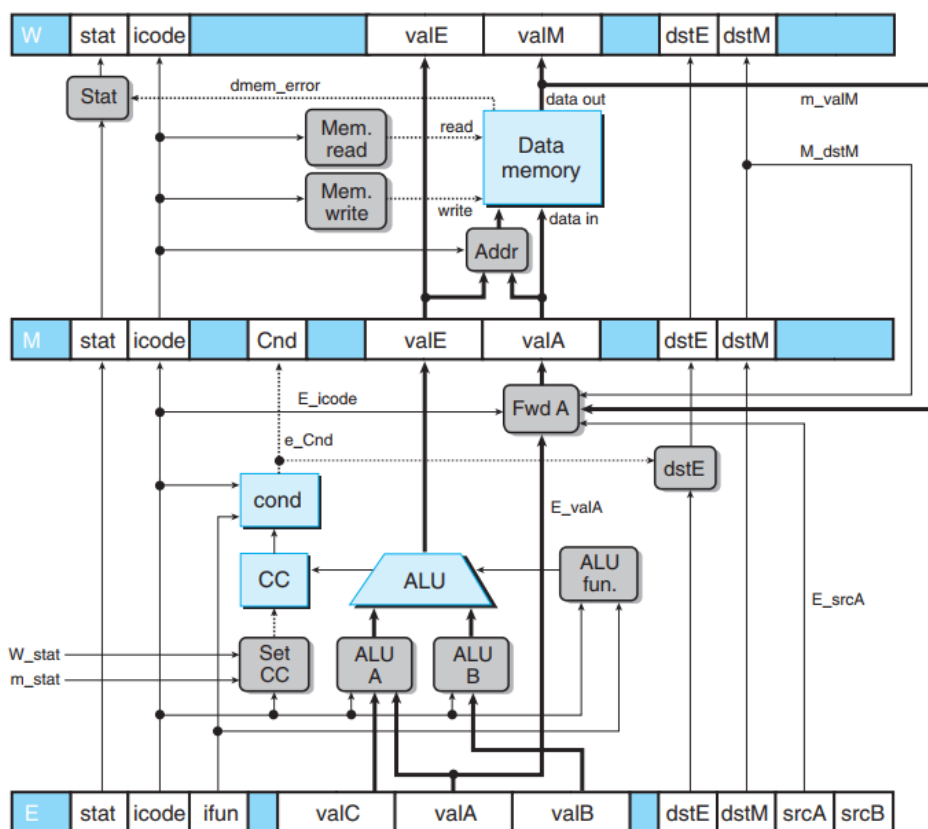 W stat icode valE valM dstE dstM
Stat
dmem_error
data out
m_valM
Mem.
read
read
Data
memory
M_dstM
Mem.
write
write
data in
Addr
M stat icode Cnd valE valA dstE dstM
E_icode
Fwd A
e_Cnd
dstE
cond
E_valA
CC
ALU
ALU
fun.
E_srcA
W_stat
m_stat
Set
CC
ALU
A
ALU
B
E stat icode ifun valC valA valB dstE dstM srcA srcB